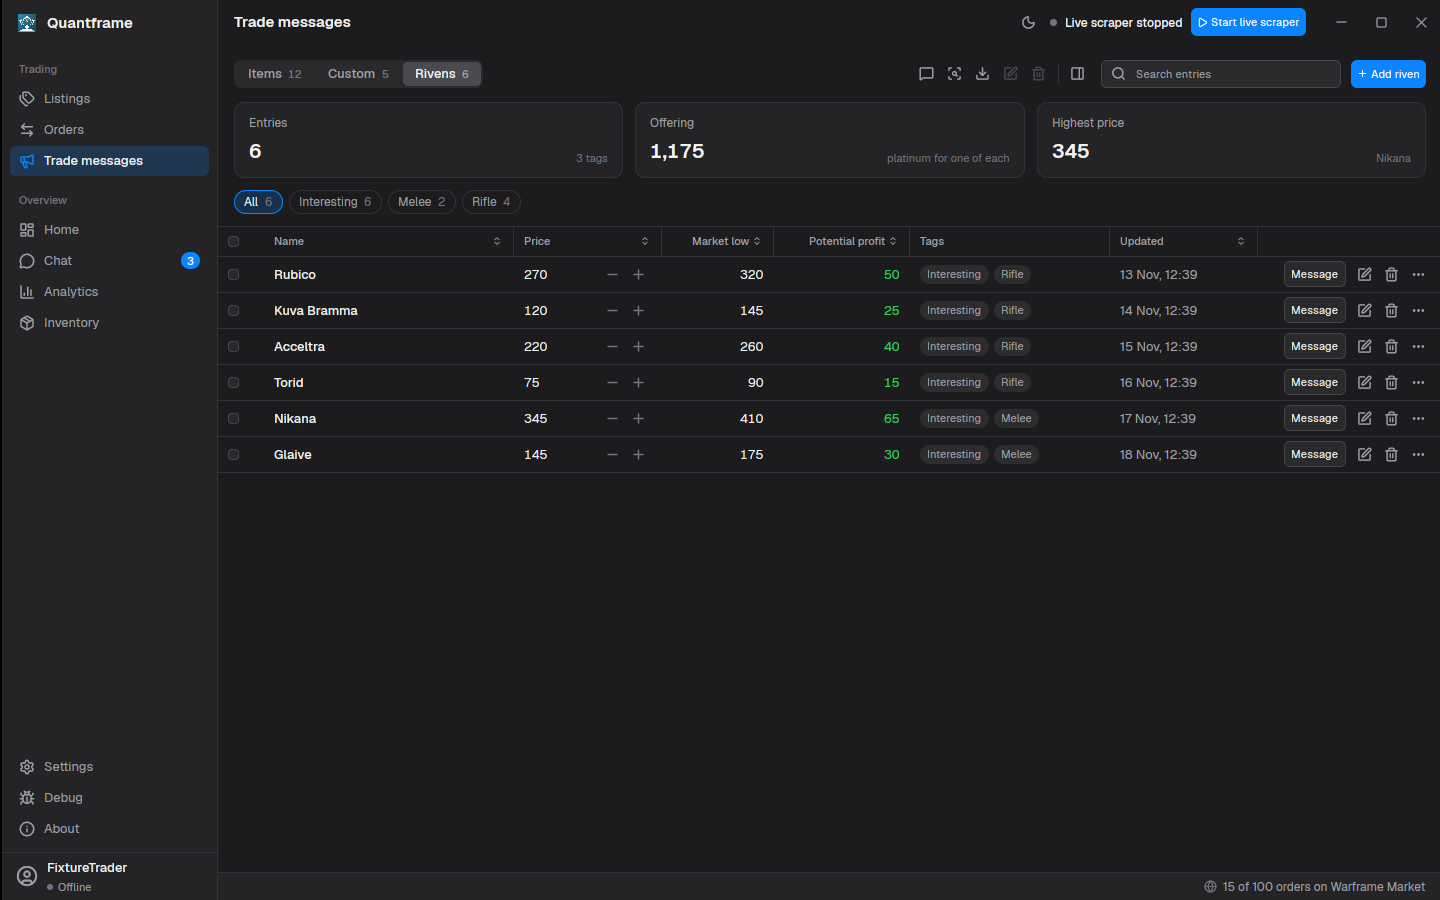 Quantframe
Trading
Listings
Orders
Trade messages
Overview
Home
Chat 3
Analytics
Inventory
Settings
Debug
About
FixtureTrader
Offline
Trade messages
Live scraper stopped
Start live scraper
Items 12
Custom 5
Rivens 6
Search entries
+ Add riven
Entries
6
3 tags
Offering
1,175
platinum for one of each
Highest price
345
Nikana
All 6
Interesting 6
Melee 2
Rifle 4
Name Price Market low Potential profit Tags Updated
Rubico 270 320 50 Interesting Rifle 13 Nov, 12:39 Message
Kuva Bramma 120 145 25 Interesting Rifle 14 Nov, 12:39 Message
Acceltra 220 260 40 Interesting Rifle 15 Nov, 12:39 Message
Torid 75 90 15 Interesting Rifle 16 Nov, 12:39 Message
Nikana 345 410 65 Interesting Melee 17 Nov, 12:39 Message
Glaive 145 175 30 Interesting Melee 18 Nov, 12:39 Message
15 of 100 orders on Warframe Market